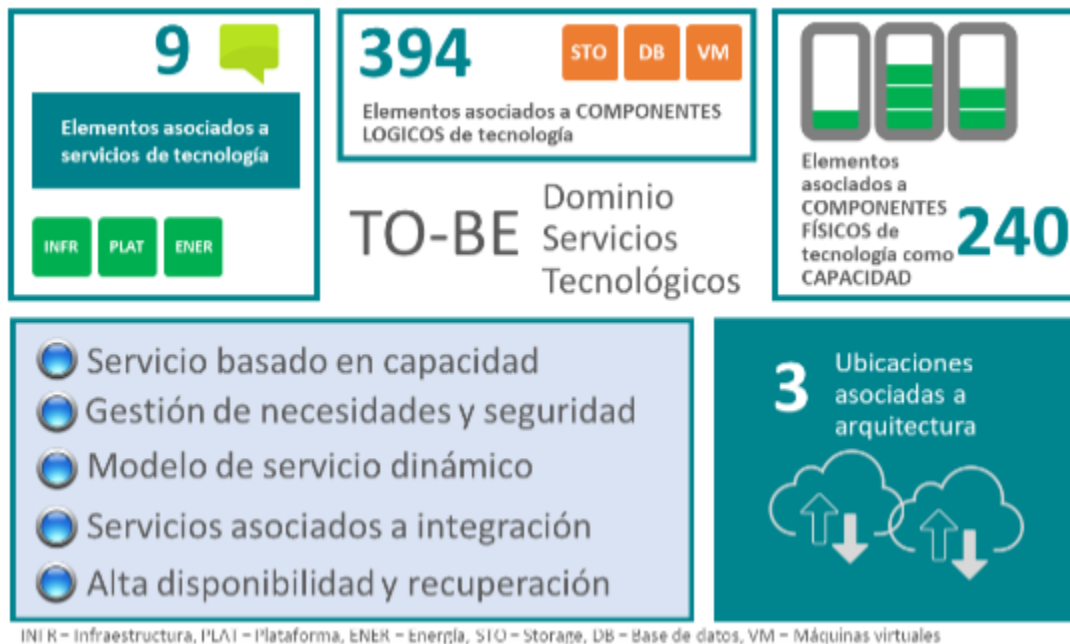 9
Elementos asociados a
servicios de tecnología
INFR PLAT ENER
394
STO DB VM
Elementos asociados a COMPONENTES
LOGICOS de tecnología
TO-BE
Dominio
Servicios
Tecnológicos
Elementos
asociados a
COMPONENTES
FÍSICOS de
tecnología como
CAPACIDAD
240
Servicio basado en capacidad
Gestión de necesidades y seguridad
Modelo de servicio dinámico
Servicios asociados a integración
Alta disponibilidad y recuperación
3
Ubicaciones
asociadas a
arquitectura
INFR – Infraestructura, PLAT – Plataforma, ENER – Energía, STO – Storage, DB – Base de datos, VM – Máquinas virtuales